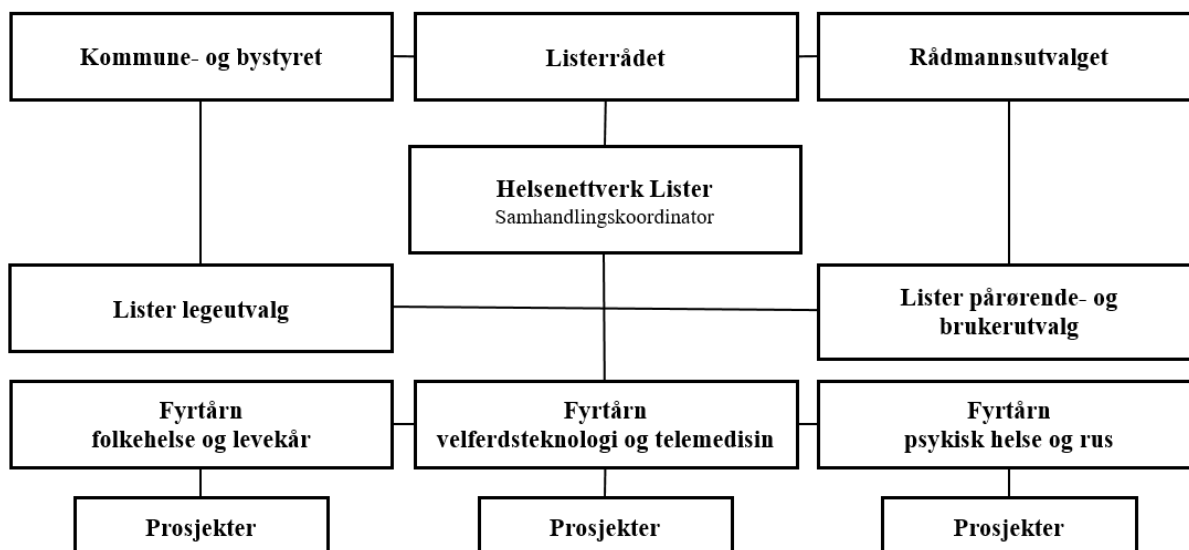 Kommune- og bystyret
Listerrådet
Rådmannsutvalget
Helsenettverk Lister
Samhandlingskoordinator
Lister legeutvalg
Lister pårørende- og
brukerutvalg
Fyrtårn
folkehelse og levekår
Fyrtårn
velferdsteknologi og telemedisin
Fyrtårn
psykisk helse og rus
Prosjekter
Prosjekter
Prosjekter